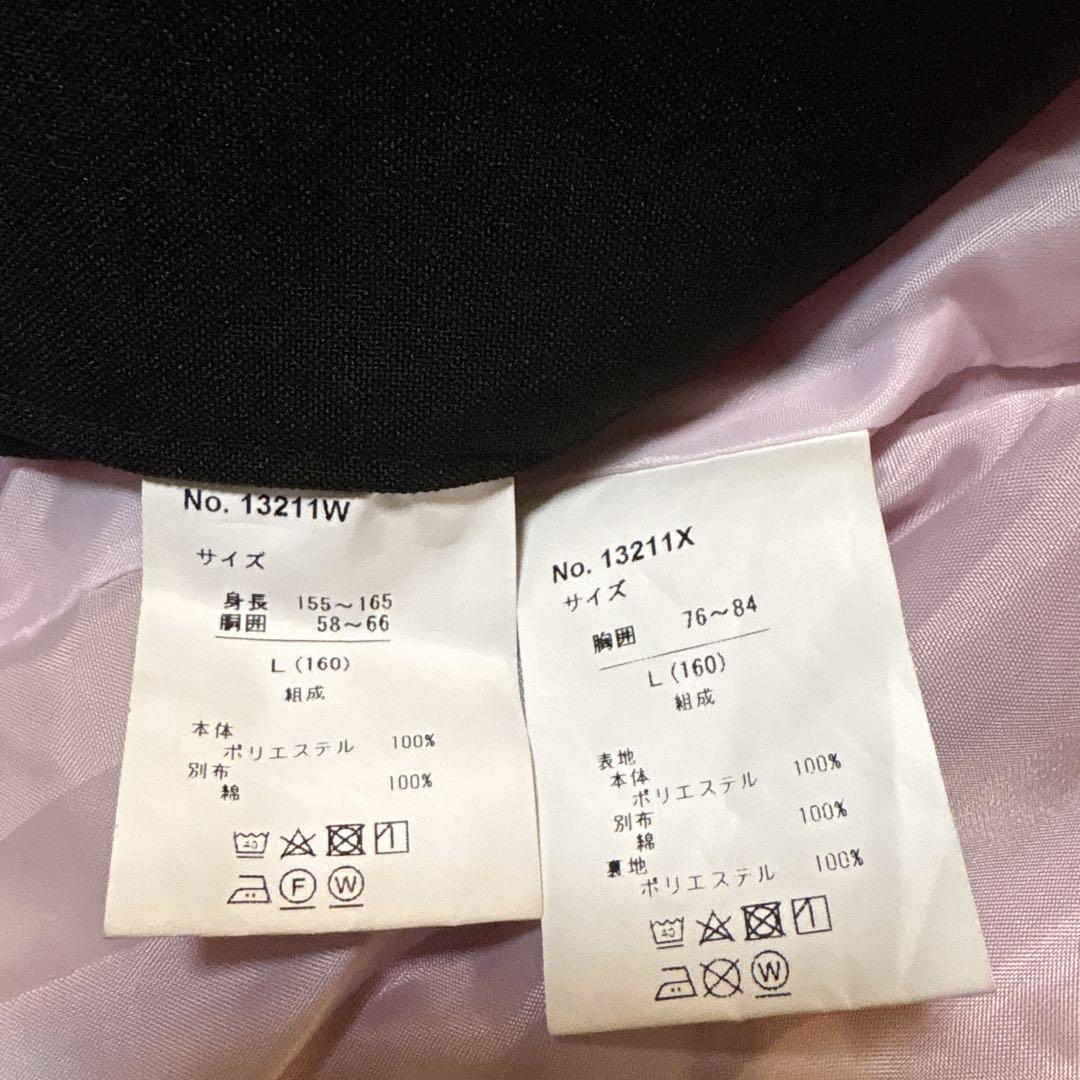 No. 13211W
サイズ
身長 155～165
胴囲 58～66
L (160)
組成
本体
ポリエステル 100%
別布
綿 100%
40
F W
No. 13211X
サイズ
胸囲 76～84
L (160)
組成
表地
本体
ポリエステル 100%
別布
綿 100%
裏地
ポリエステル 100%
40
W